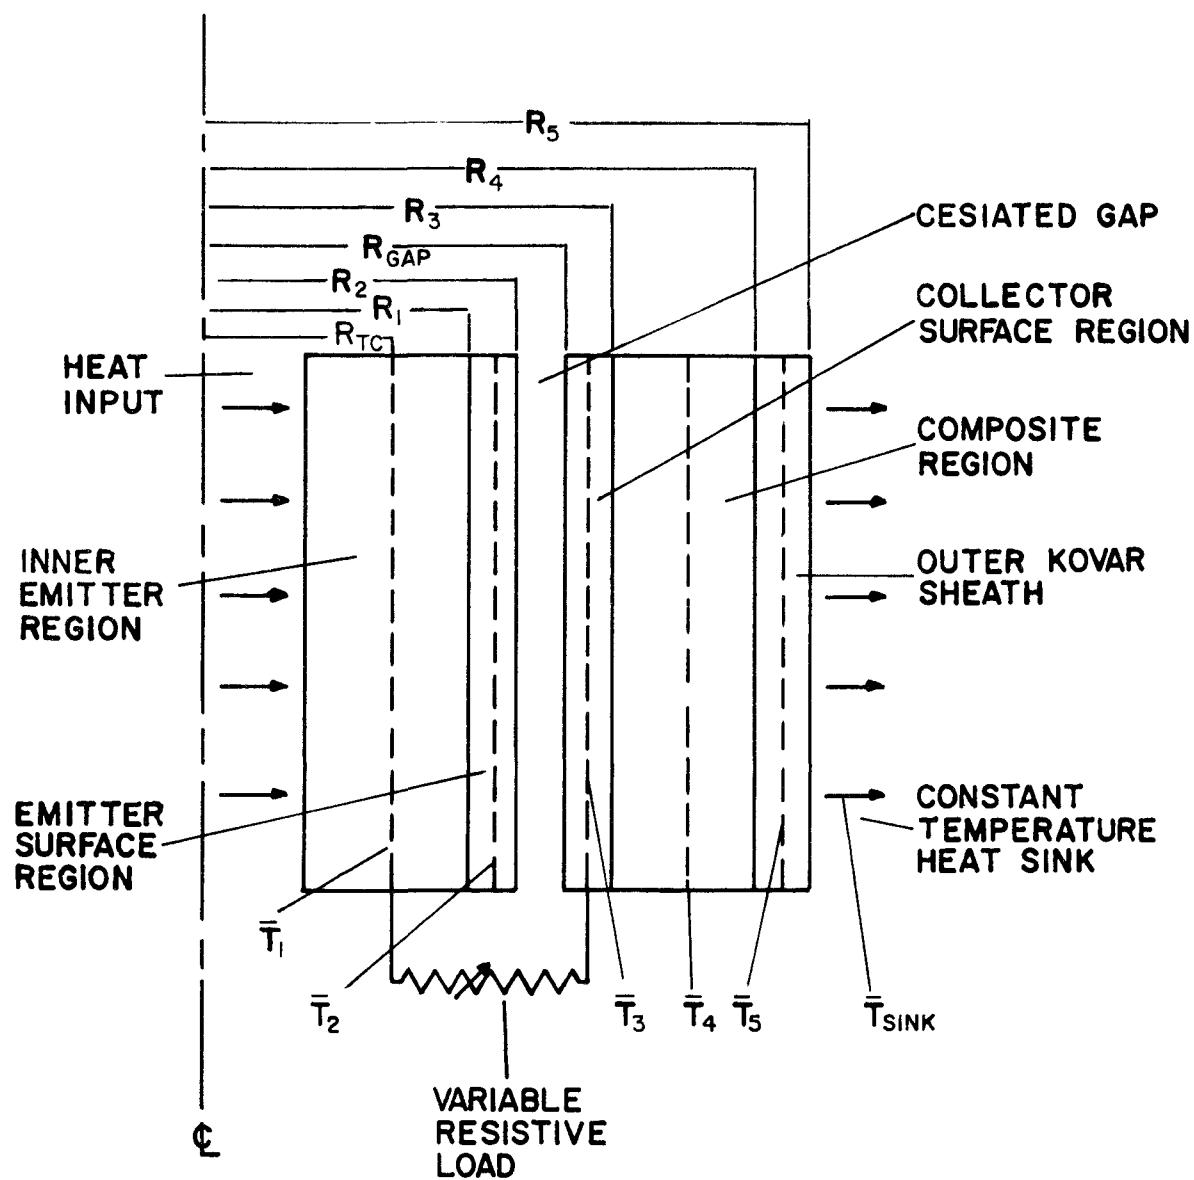 R5
R4
R3
RGAP
R2
R1
RTC
CESIATED GAP
COLLECTOR
SURFACE REGION
HEAT
INPUT
COMPOSITE
REGION
INNER
EMITTER
REGION
OUTER KOVAR
SHEATH
EMITTER
SURFACE
REGION
CONSTANT
TEMPERATURE
HEAT SINK
T̿1
T̿2
T̿3
T̿4
T̿5
T̿SINK
VARIABLE
RESISTIVE
LOAD
℄